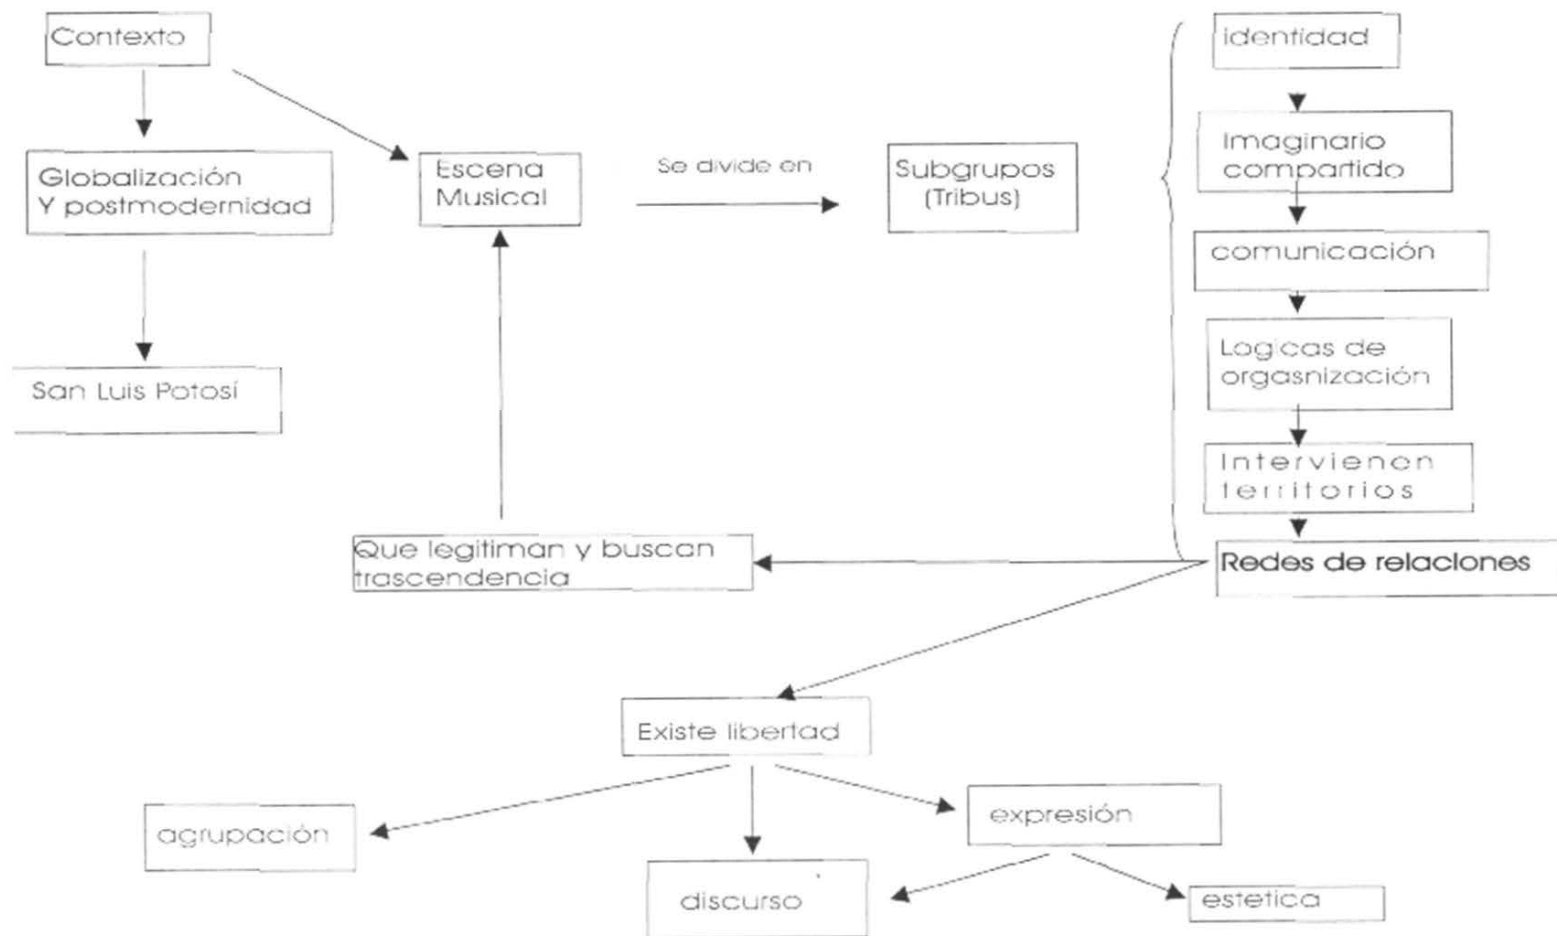 Contexto
Globalización
Y postmodernidad
San Luis Potosí
Escena
Musical
Se divide en
Subgrupos
(Tribus)
identidad
Imaginario
compartido
comunicación
Logicas de
orgasnización
Intervienen
territorios
Redes de relaciones
Que legitiman y buscan
trascendencia
Existe libertad
agrupación
discurso
expresión
estetica